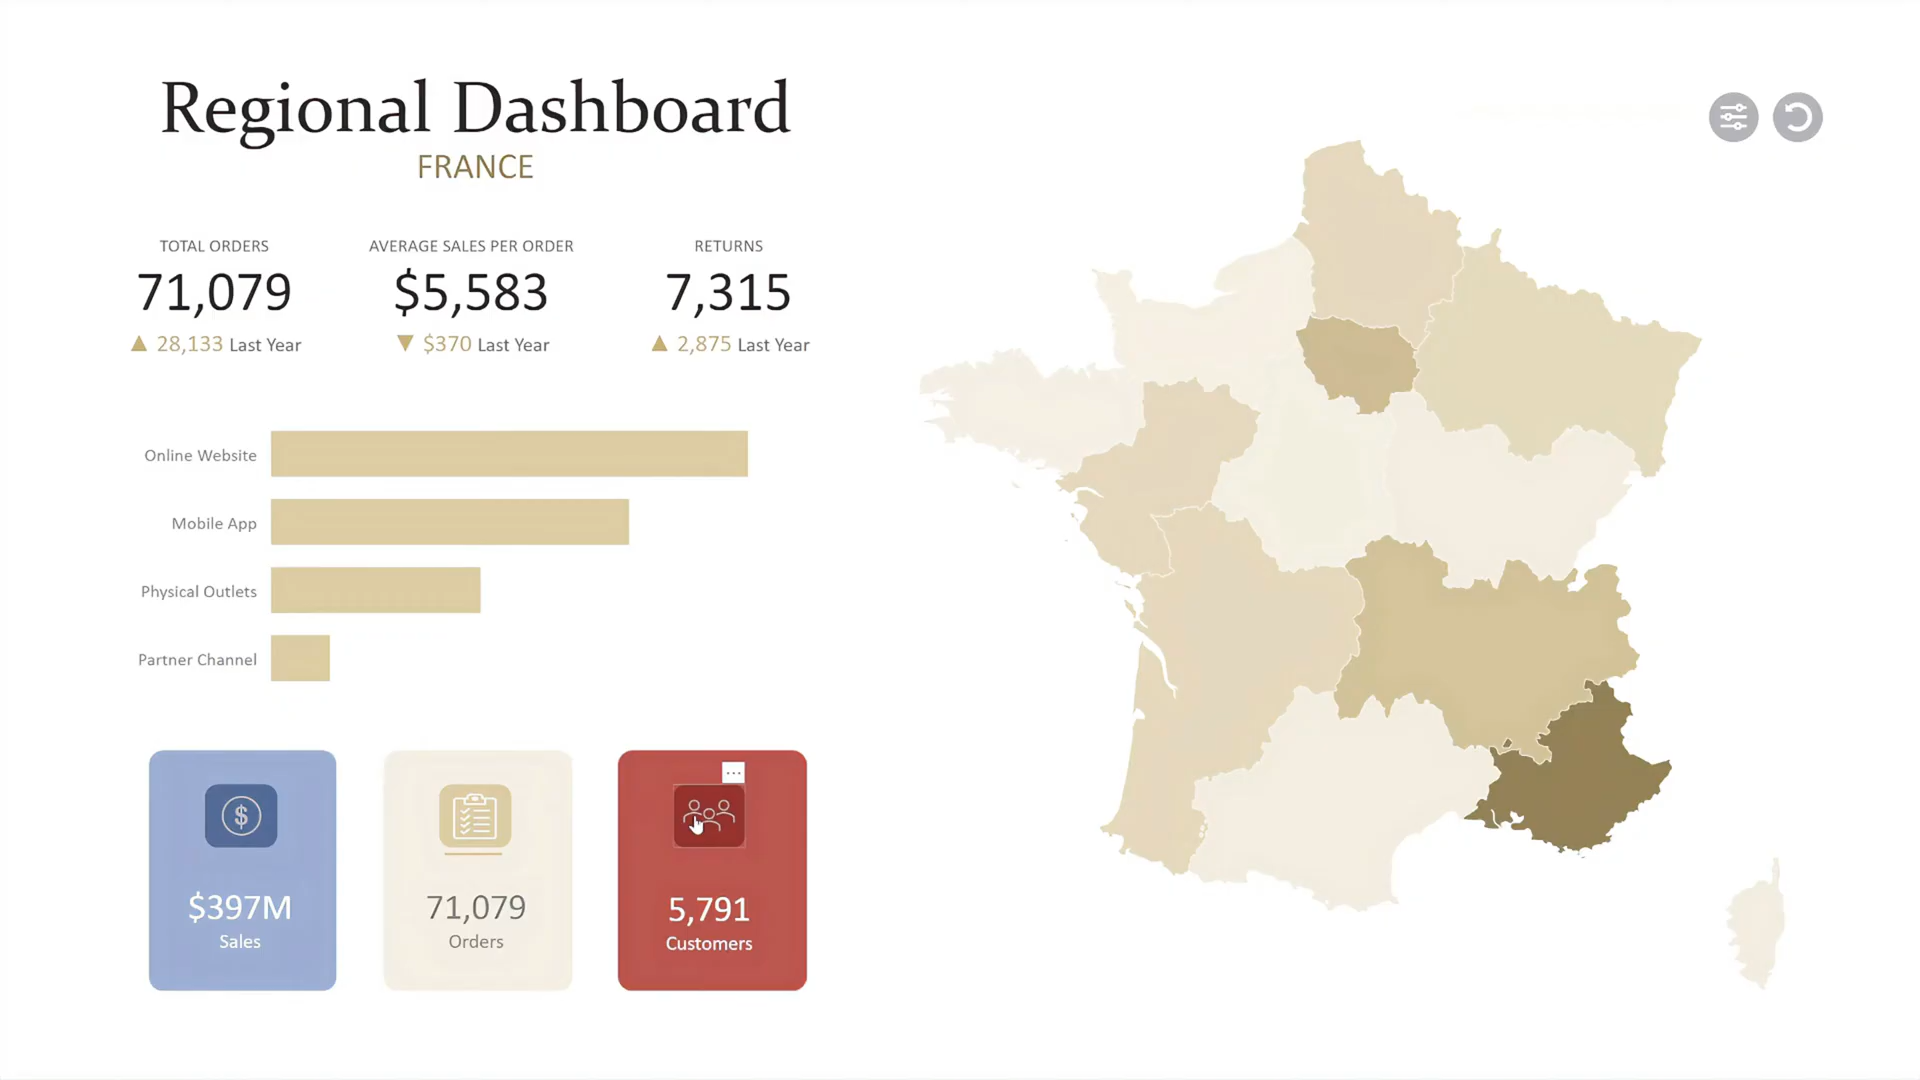 Regional Dashboard
FRANCE
TOTAL ORDERS
71,079
▲ 28,133 Last Year
AVERAGE SALES PER ORDER
$5,583
▼ $370 Last Year
RETURNS
7,315
▲ 2,875 Last Year
Online Website
Mobile App
Physical Outlets
Partner Channel
$
$397M
Sales
71,079
Orders
5,791
Customers